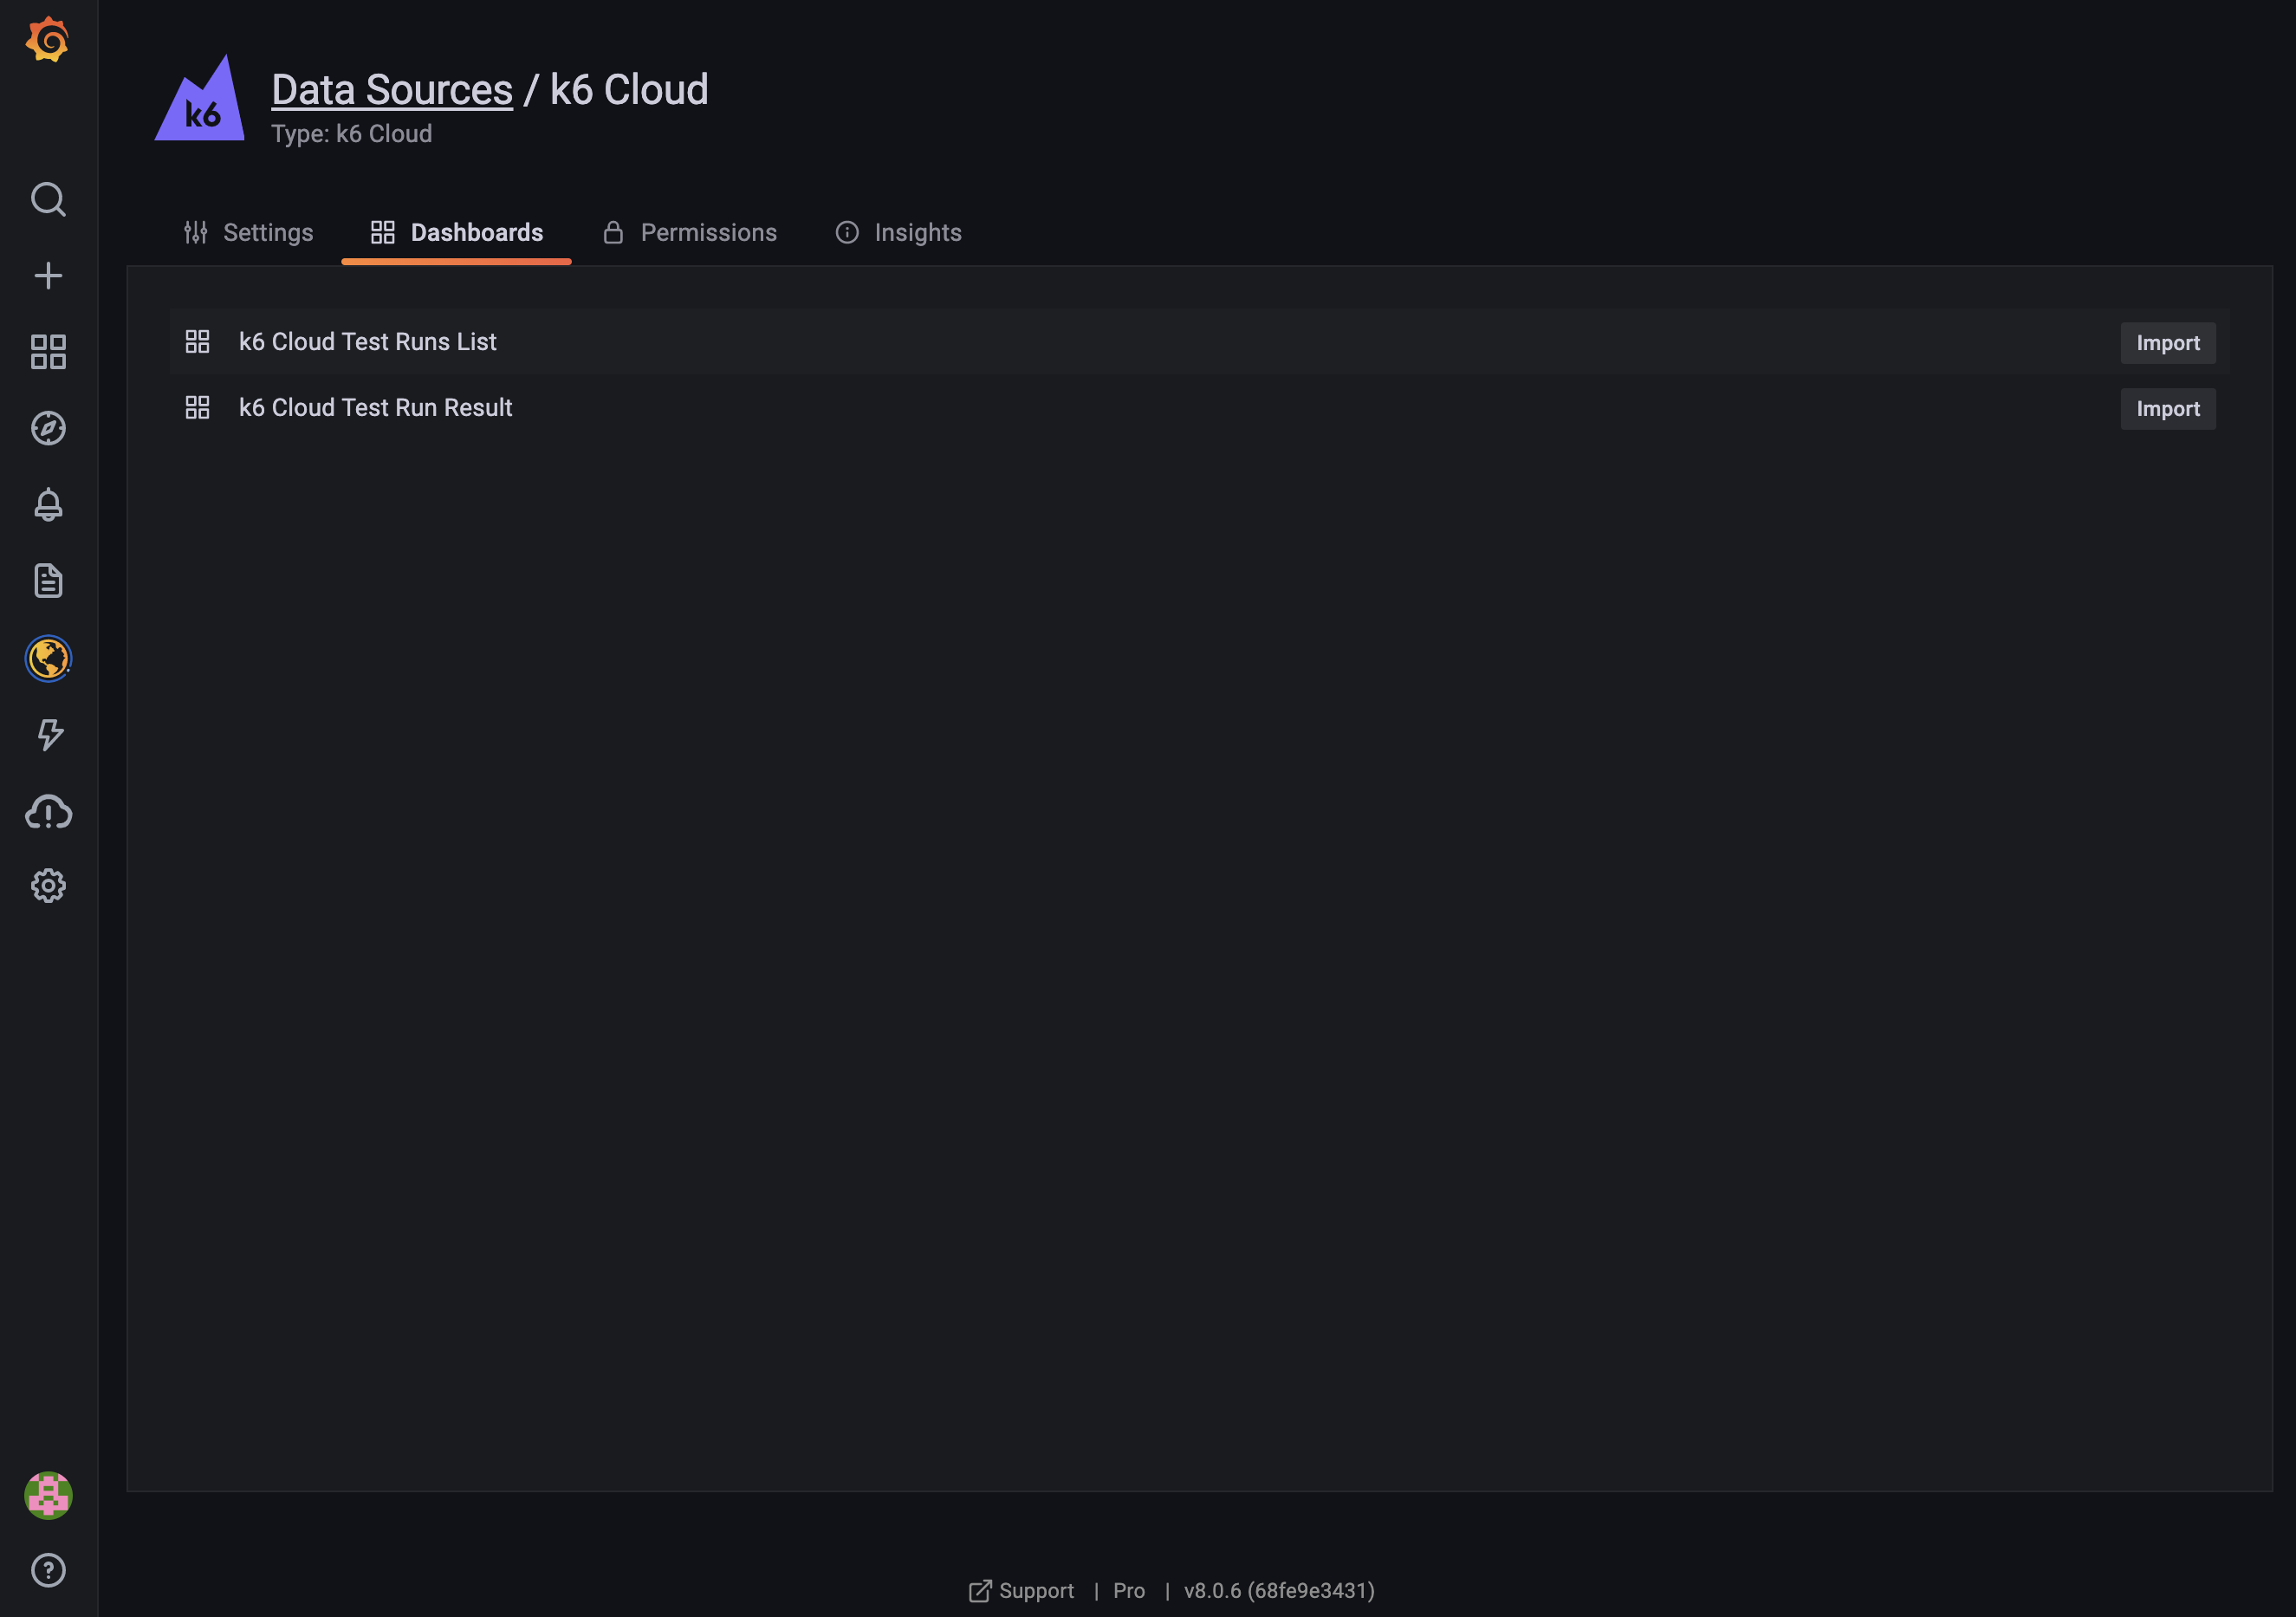 k6
Data Sources / k6 Cloud
Type: k6 Cloud
Settings
Dashboards
Permissions
Insights
k6 Cloud Test Runs List
Import
k6 Cloud Test Run Result
Import
Support | Pro | v8.0.6 (68fe9e3431)